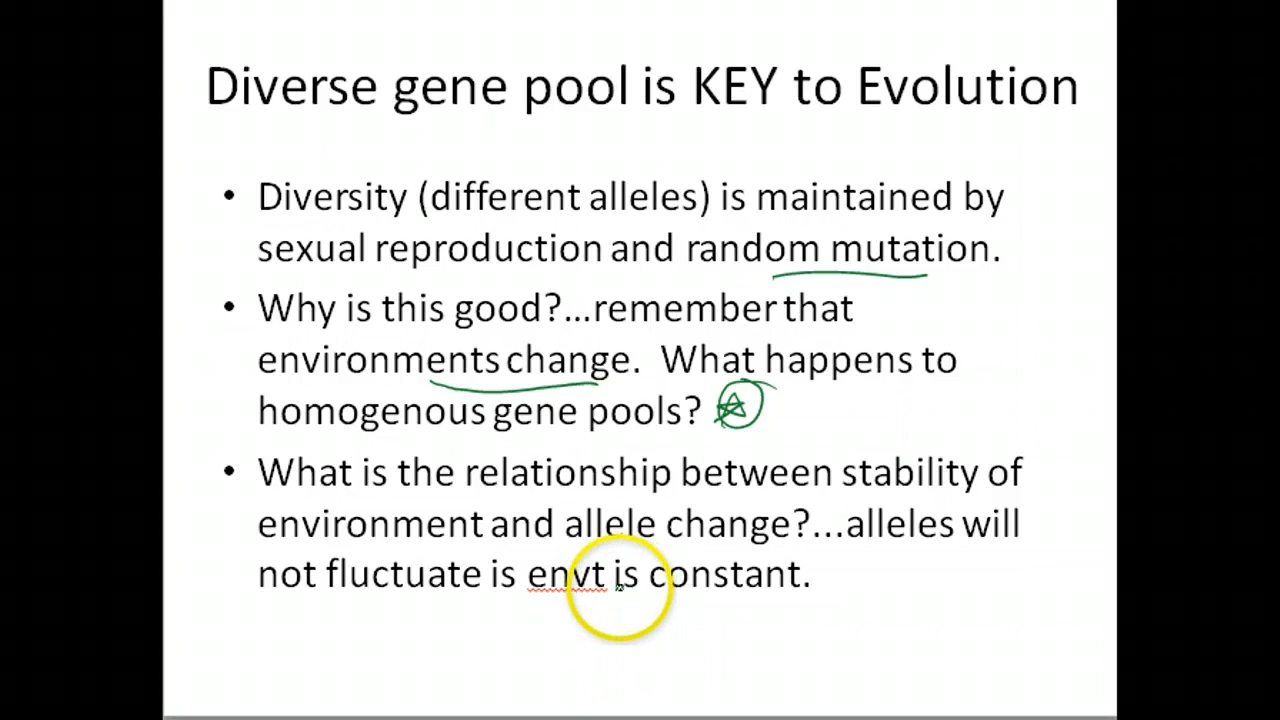 Diverse gene pool is KEY to Evolution
• Diversity (different alleles) is maintained by
sexual reproduction and random mutation.
• Why is this good?...remember that
environments change. What happens to
homogenous gene pools?
• What is the relationship between stability of
environment and allele change?...alleles will
not fluctuate is envt is constant.